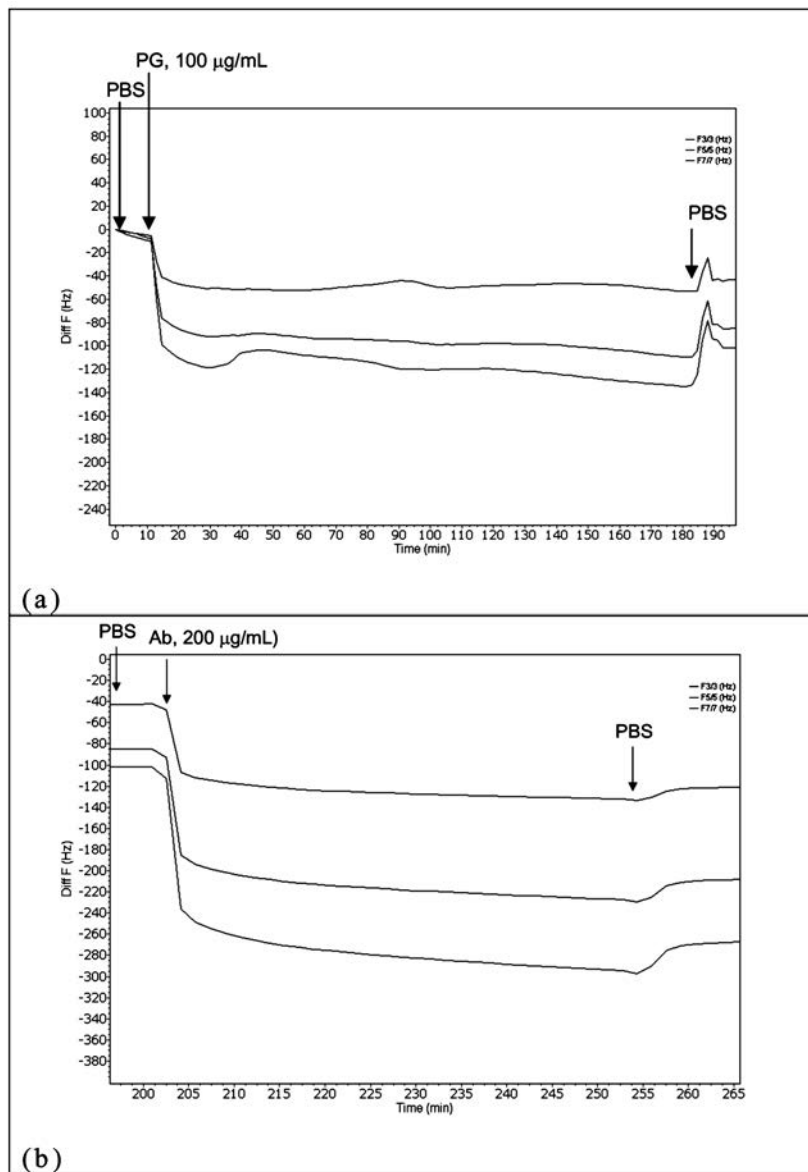 PG, 100 µg/mL
PBS
100
80
60
40
20
0
-20
-40
-60
-80
-100
-120
-140
-160
-180
-200
-220
-240
Diff F (Hz)
F3/3 (Hz)
F5/5 (Hz)
F7/7 (Hz)
PBS
0 10 20 30 40 50 60 70 80 90 100 110 120 130 140 150 160 170 180 190
Time (min)
(a)
PBS
Ab, 200 µg/mL)
0
-20
-40
-60
-80
-100
-120
-140
-160
-180
-200
-220
-240
-260
-280
-300
-320
-340
-360
-380
Diff F (Hz)
F3/3 (Hz)
F5/5 (Hz)
F7/7 (Hz)
PBS
200 205 210 215 220 225 230 235 240 245 250 255 260 265
Time (min)
(b)